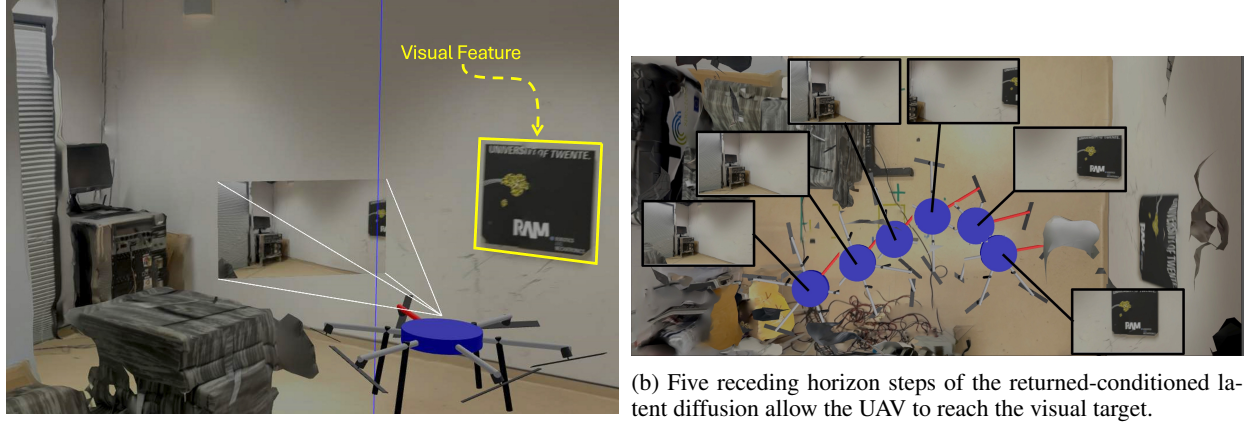 Visual Feature
UNIVERSITY OF TWENTE.
RAM
(b) Five receding horizon steps of the returned-conditioned la-
tent diffusion allow the UAV to reach the visual target.